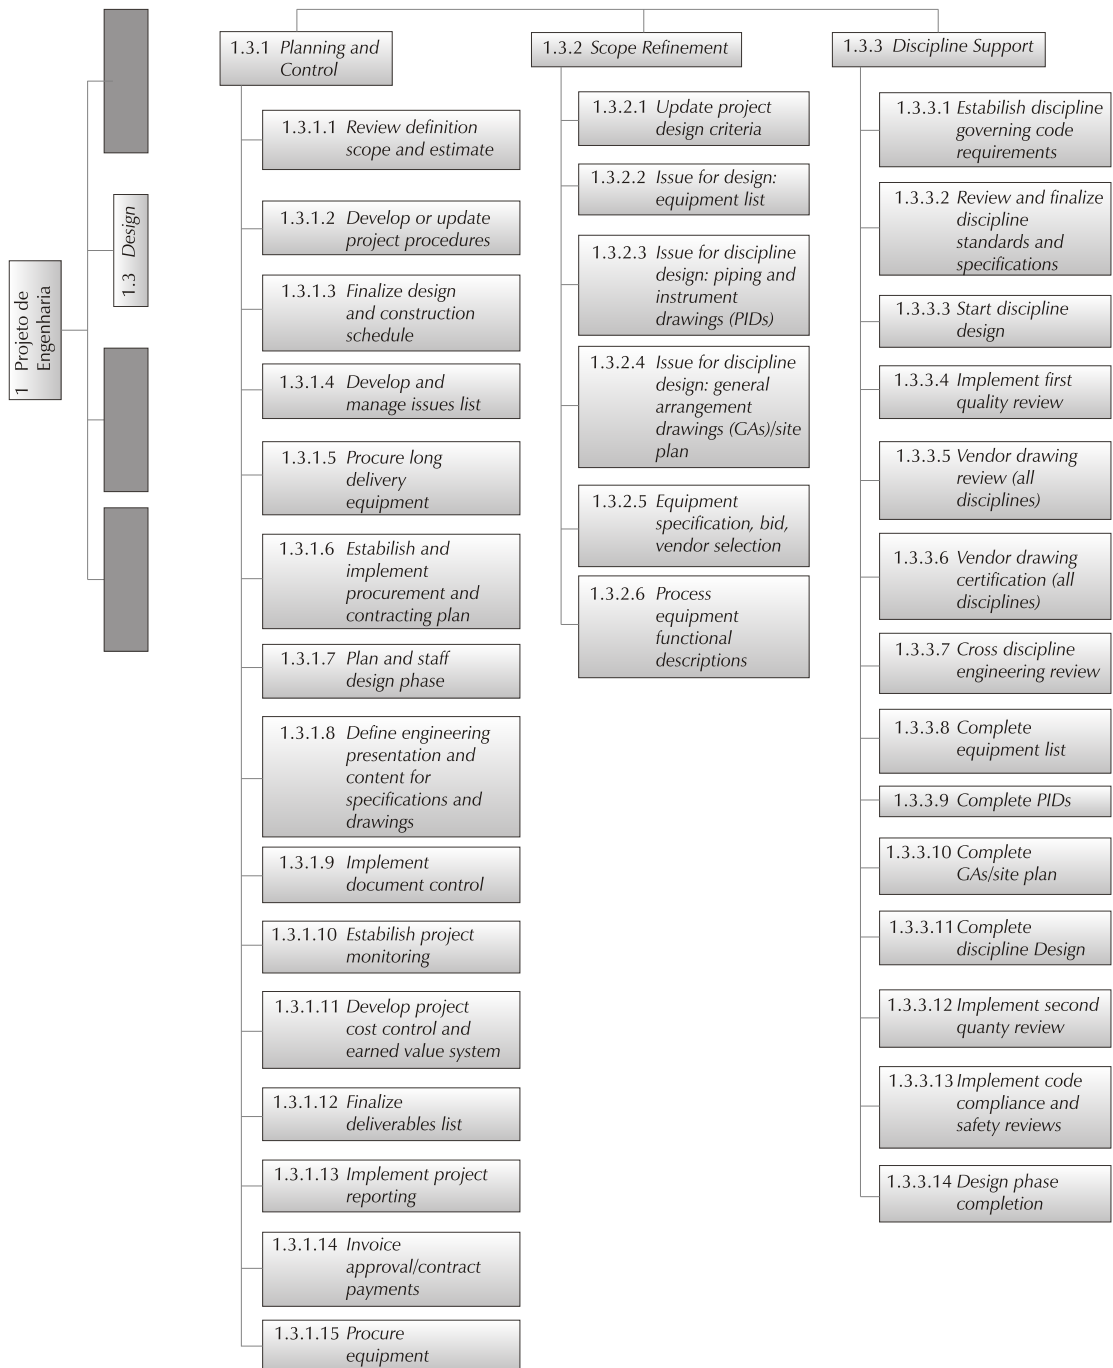 1 Projeto de
Engenharia
1.3 Design
1.3.1 Planning and
Control
1.3.1.1 Review definition
scope and estimate
1.3.1.2 Develop or update
project procedures
1.3.1.3 Finalize design
and construction
schedule
1.3.1.4 Develop and
manage issues list
1.3.1.5 Procure long
delivery
equipment
1.3.1.6 Estabilish and
implement
procurement and
contracting plan
1.3.1.7 Plan and staff
design phase
1.3.1.8 Define engineering
presentation and
content for
specifications and
drawings
1.3.1.9 Implement
document control
1.3.1.10 Estabilish project
monitoring
1.3.1.11 Develop project
cost control and
earned value system
1.3.1.12 Finalize
deliverables list
1.3.1.13 Implement project
reporting
1.3.1.14 Invoice
approval/contract
payments
1.3.1.15 Procure
equipment
1.3.2 Scope Refinement
1.3.2.1 Update project
design criteria
1.3.2.2 Issue for design:
equipment list
1.3.2.3 Issue for discipline
design: piping and
instrument
drawings (PIDs)
1.3.2.4 Issue for discipline
design: general
arrangement
drawings (GAs)/site
plan
1.3.2.5 Equipment
specification, bid,
vendor selection
1.3.2.6 Process
equipment
functional
descriptions
1.3.3 Discipline Support
1.3.3.1 Estabilish discipline
governing code
requirements
1.3.3.2 Review and finalize
discipline
standards and
specifications
1.3.3.3 Start discipline
design
1.3.3.4 Implement first
quality review
1.3.3.5 Vendor drawing
review (all
disciplines)
1.3.3.6 Vendor drawing
certification (all
disciplines)
1.3.3.7 Cross discipline
engineering review
1.3.3.8 Complete
equipment list
1.3.3.9 Complete PIDs
1.3.3.10 Complete
GAs/site plan
1.3.3.11 Complete
discipline Design
1.3.3.12 Implement second
quanty review
1.3.3.13 Implement code
compliance and
safety reviews
1.3.3.14 Design phase
completion